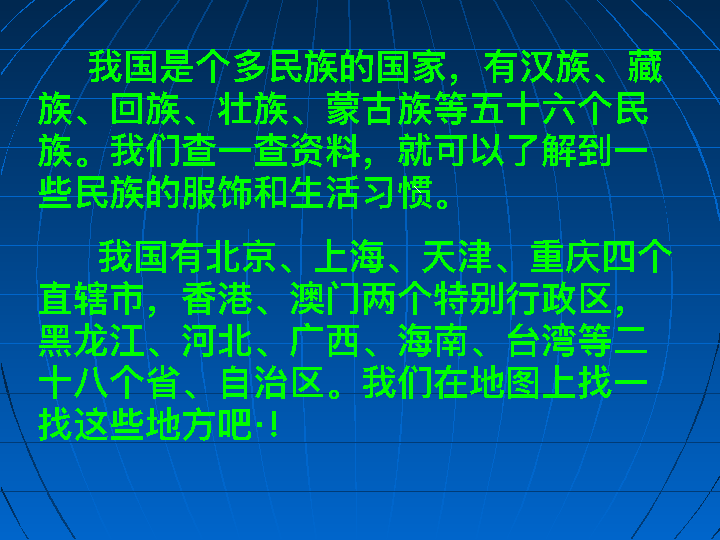 我国是个多民族的国家，有汉族、藏
族、回族、壮族、蒙古族等五十六个民
族。我们查一查资料，就可以了解到一
些民族的服饰和生活习惯。
我国有北京、上海、天津、重庆四个
直辖市，香港、澳门两个特别行政区，
黑龙江、河北、广西、海南、台湾等二
十八个省、自治区。我们在地图上找一
找这些地方吧·！